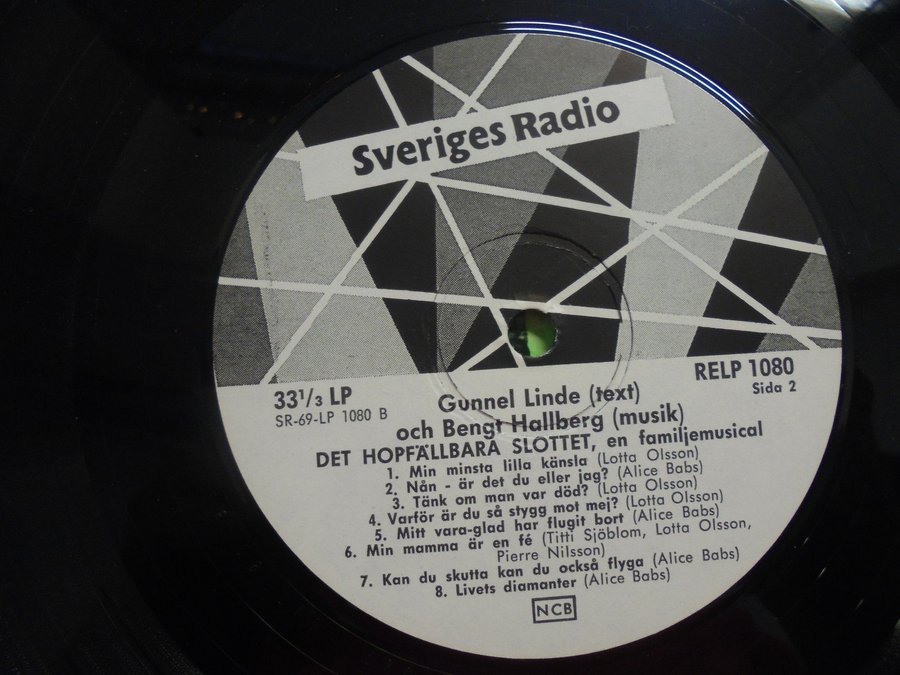 Sveriges Radio
33¹/₃ LP
SR-69-LP 1080 B
RELP 1080
Sida 2
Gunnel Linde (text)
och Bengt Hallberg (musik)
DET HOPFÄLLBARA SLOTTET, en familjemusical
1. Min minsta lilla känsla (Lotta Olsson)
2. Nån - är det du eller jag? (Alice Babs)
3. Tänk om man var död? (Lotta Olsson)
4. Varför är du så stygg mot mej? (Lotta Olsson)
5. Mitt vara-glad har flugit bort (Alice Babs)
6. Min mamma är en fé (Titti Sjöblom, Lotta Olsson,
Pierre Nilsson)
7. Kan du skutta kan du också flyga (Alice Babs)
8. Livets diamanter (Alice Babs)
NCB